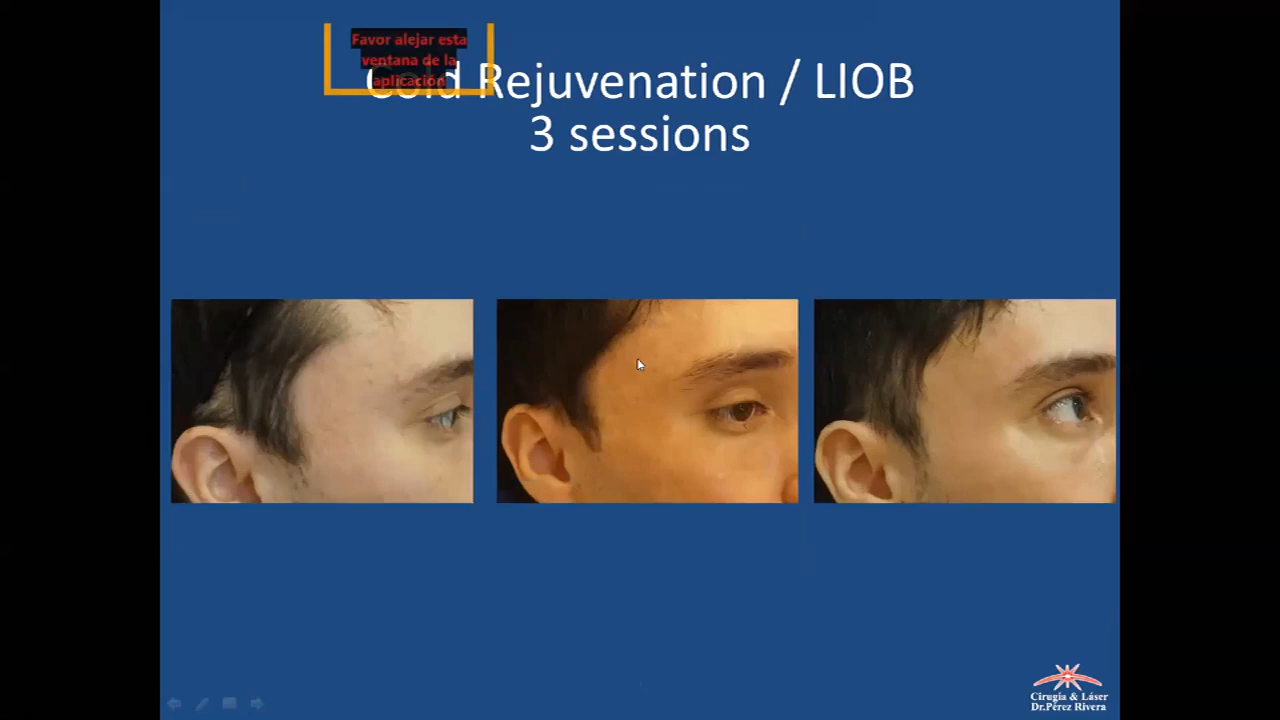 Favor alejar esta
ventana de la
aplicación
Cold Rejuvenation / LIOB
3 sessions
Cirugía & Láser
Dr.Pérez Rivera